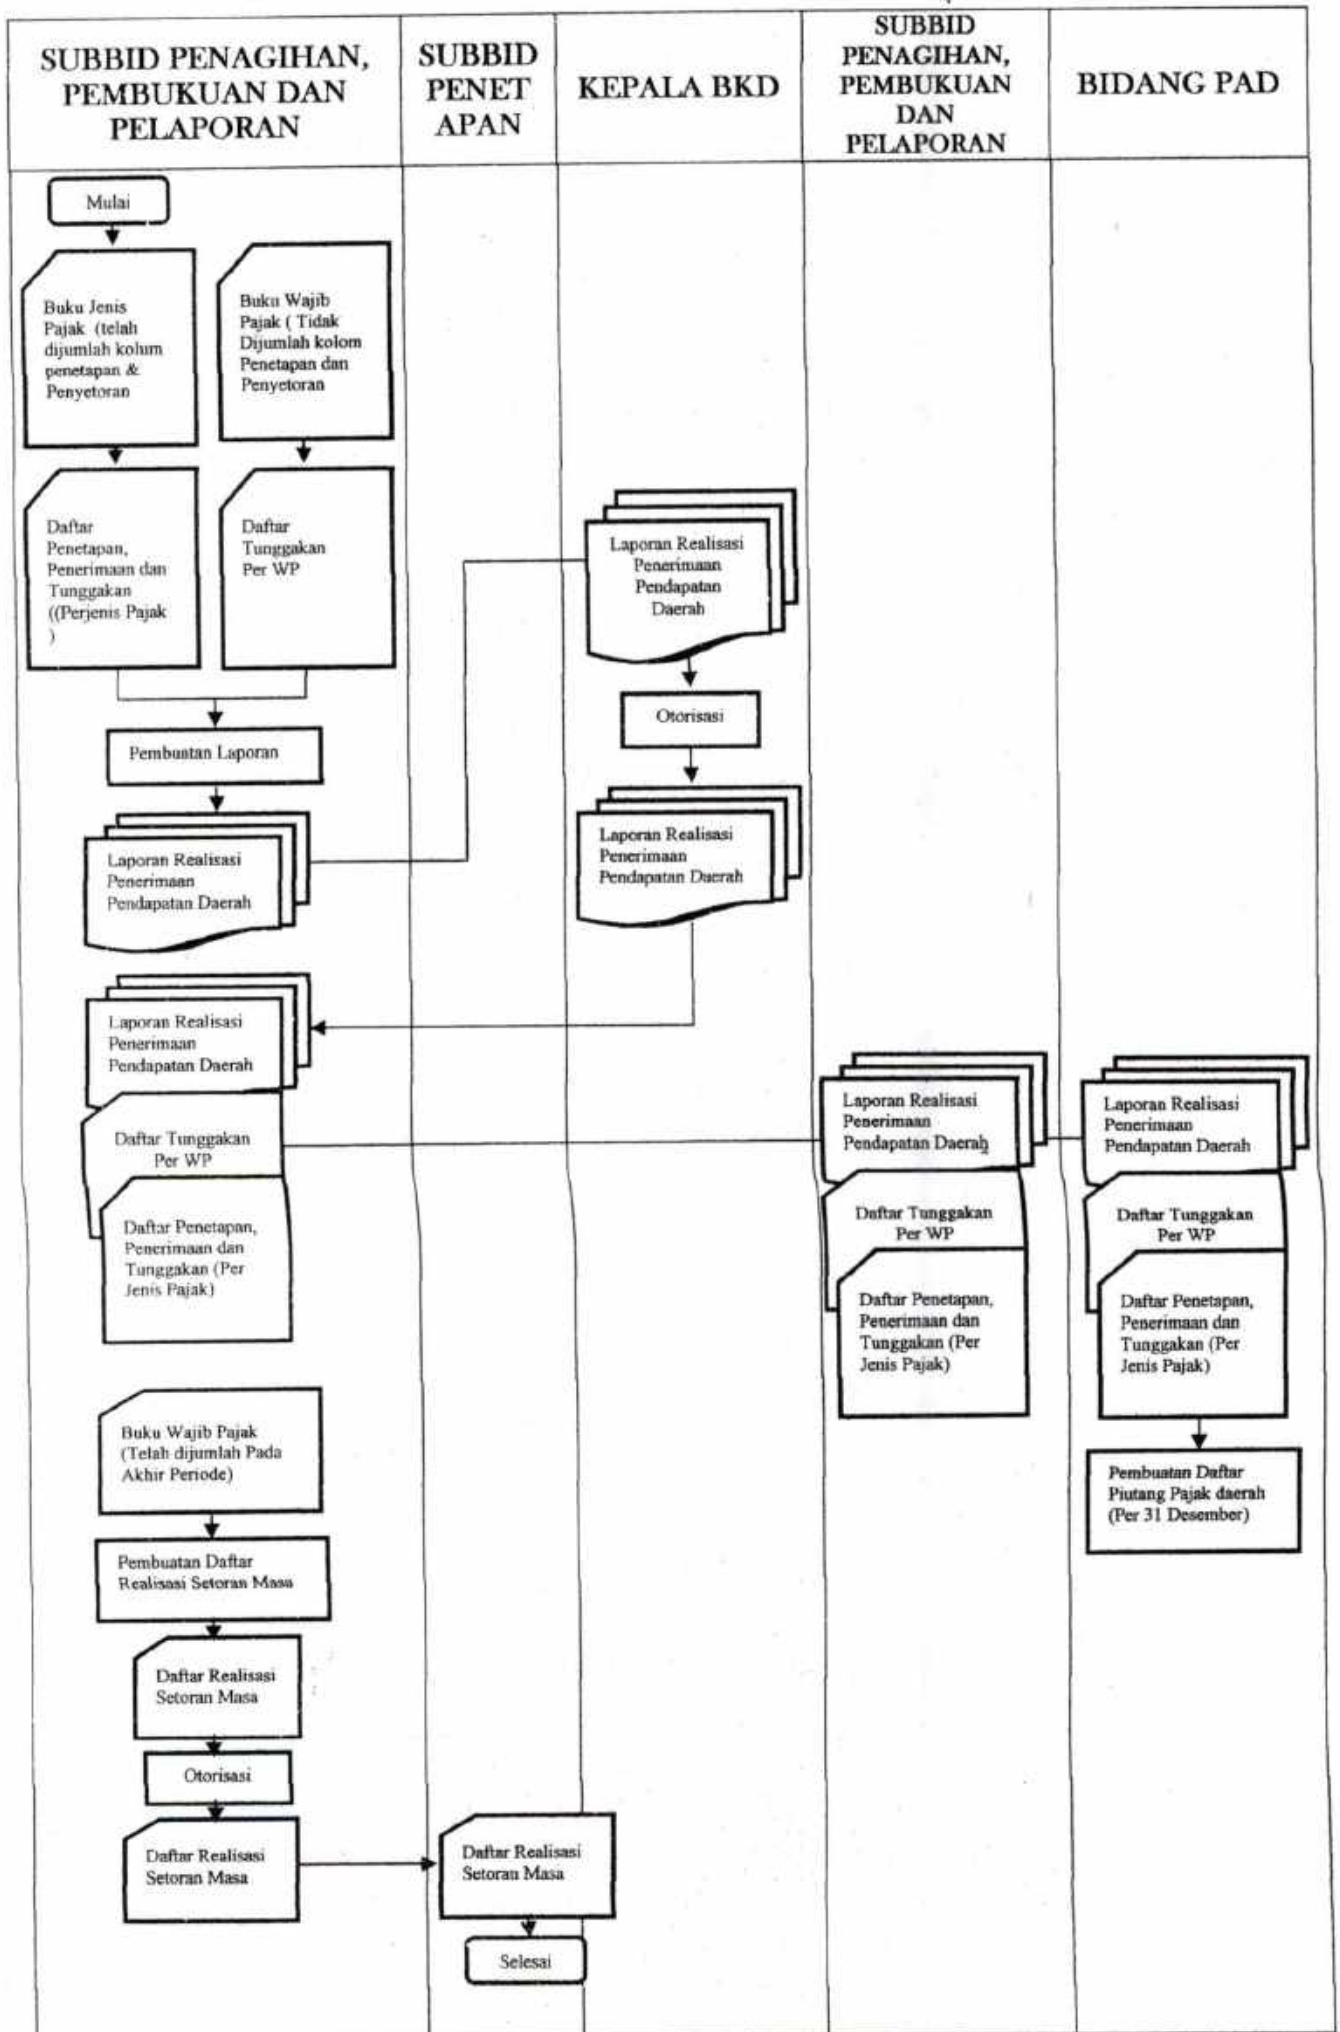 SUBBID PENAGIHAN,
PEMBUKUAN DAN
PELAPORAN
SUBBID
PENET
APAN
KEPALA BKD
SUBBID
PENAGIHAN,
PEMBUKUAN
DAN
PELAPORAN
BIDANG PAD
Mulai
Buku Jenis
Pajak (telah
dijumlah kolum
penetapan &
Penyetoran
Buku Wajib
Pajak ( Tidak
Dijumlah kolom
Penetapan dan
Penyetoran
Daftar
Penetapan,
Penerimaan dan
Tunggakan
((Perjenis Pajak
)
Daftar
Tunggakan
Per WP
Pembuatan Laporan
Laporan Realisasi
Penerimaan
Pendapatan Daerah
Laporan Realisasi
Penerimaan
Pendapatan
Daerah
Otorisasi
Laporan Realisasi
Penerimaan
Pendapatan Daerah
Laporan Realisasi
Penerimaan
Pendapatan Daerah
Daftar Tunggakan
Per WP
Daftar Penetapan,
Penerimaan dan
Tunggakan (Per
Jenis Pajak)
Laporan Realisasi
Penerimaan
Pendapatan Daerah
Daftar Tunggakan
Per WP
Daftar Penetapan,
Penerimaan dan
Tunggakan (Per
Jenis Pajak)
Laporan Realisasi
Penerimaan
Pendapatan Daerah
Daftar Tunggakan
Per WP
Daftar Penetapan,
Penerimaan dan
Tunggakan (Per
Jenis Pajak)
Pembuatan Daftar
Piutang Pajak daerah
(Per 31 Desember)
Buku Wajib Pajak
(Telah dijumlah Pada
Akhir Periode)
Pembuatan Daftar
Realisasi Setoran Masa
Daftar Realisasi
Setoran Masa
Otorisasi
Daftar Realisasi
Setoran Masa
Daftar Realisasi
Setoran Masa
Selesai